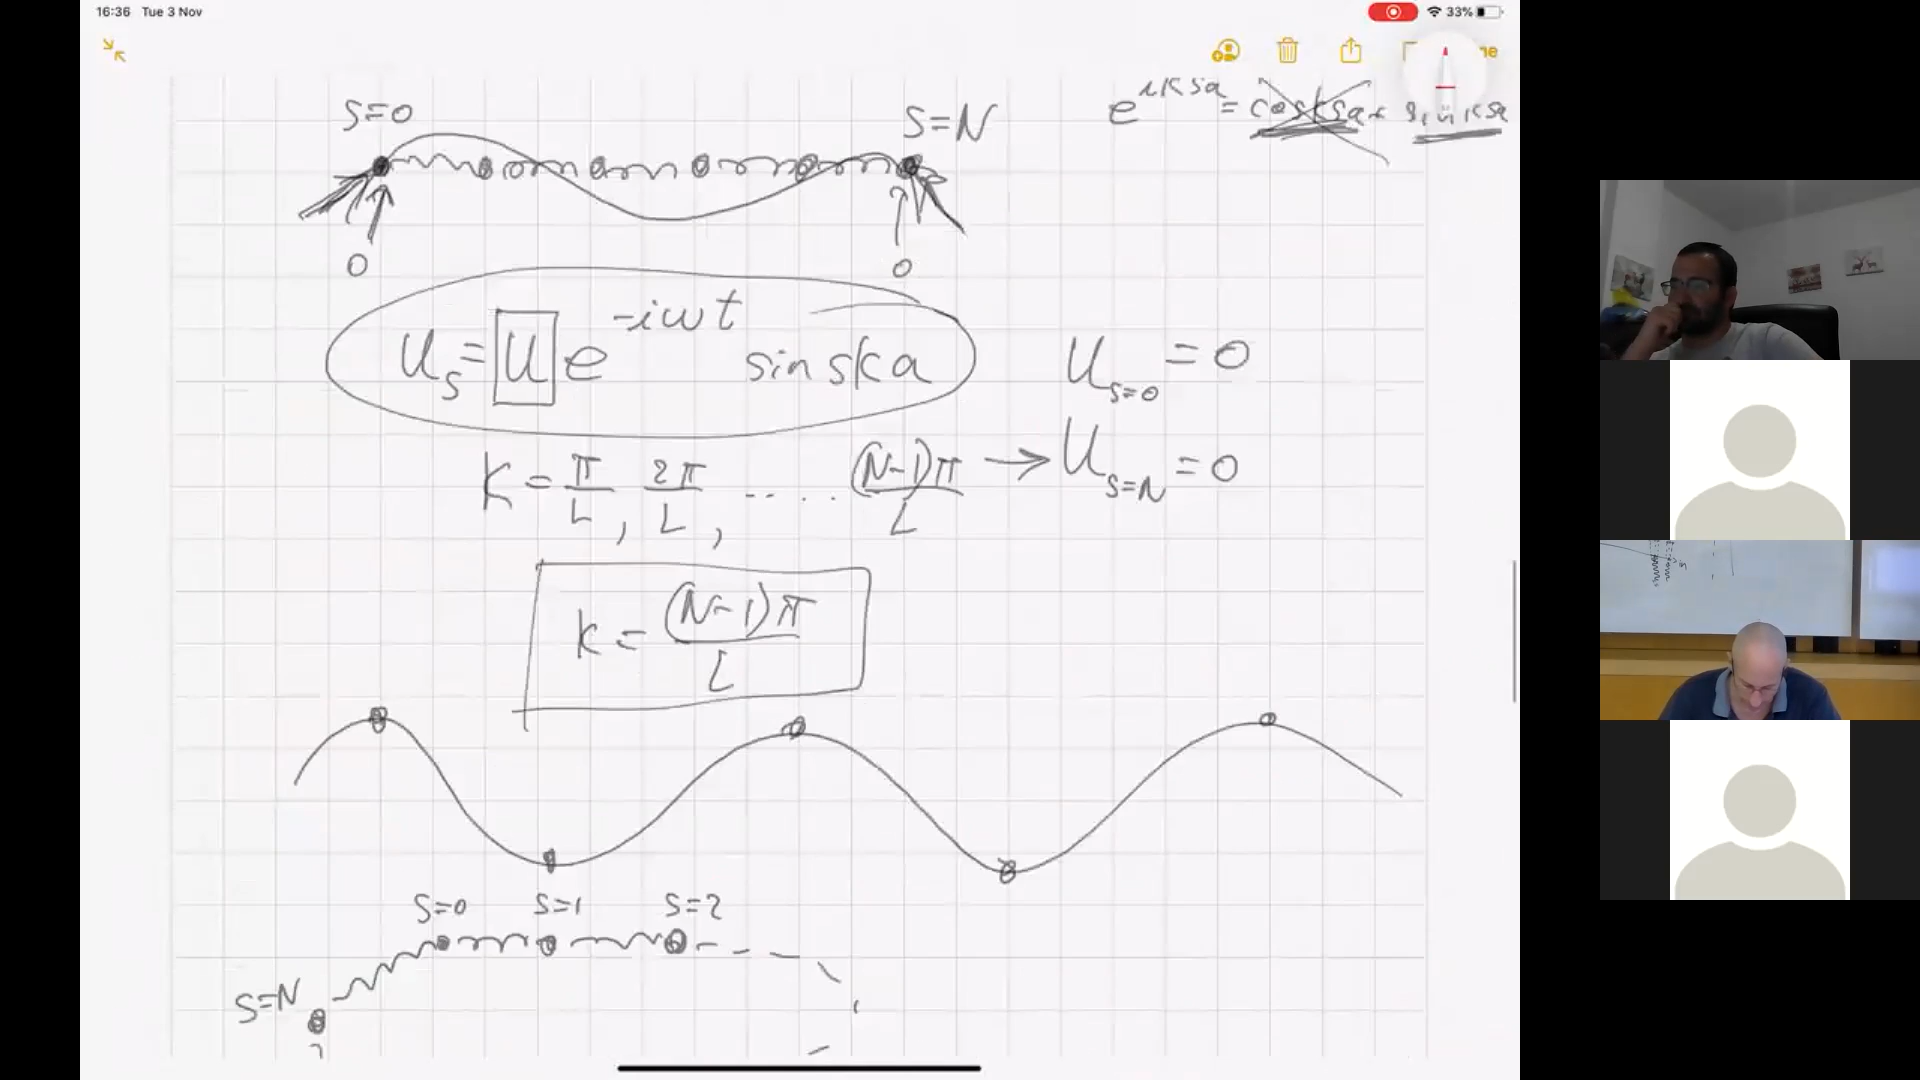 16:36 Tue 3 Nov
33%
s=0
s=N
e^{iksa} = cos ksa + sin ksa
0
0
u_s = u e^{-iωt} sin ska
u_{s=0} = 0
K = π/L, 2π/L, ..... (N-1)π/L → u_{s=N} = 0
k = (N-1)π/L
s=0 s=1 s=2
s=N